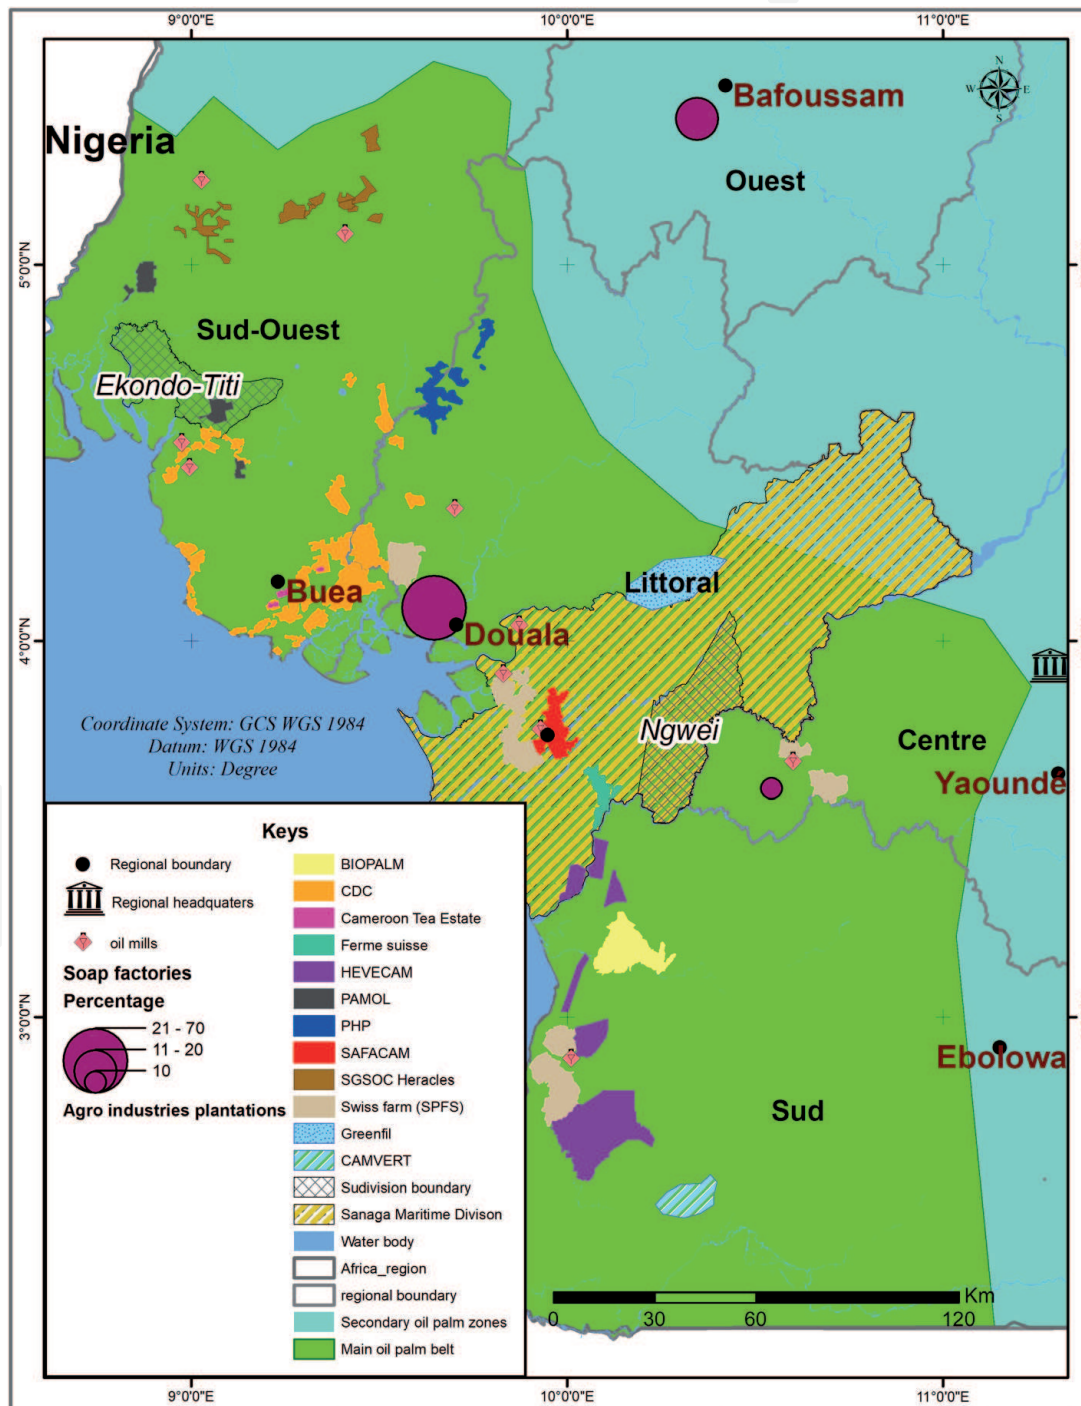 9°0'0"E 10°0'0"E 11°0'0"E
N
W E
S
Bafoussam
Nigeria
Ouest
5°0'0"N
Sud-Ouest
Ekondo-Titi
Littoral
Buea
Douala
4°0'0"N
Ngwei
Coordinate System: GCS WGS 1984
Datum: WGS 1984
Units: Degree
Centre
Yaoundé
Keys
Regional boundary
Regional headquaters
oil mills
Soap factories
Percentage
21 - 70
11 - 20
10
Agro industries plantations
BIOPALM
CDC
Cameroon Tea Estate
Ferme suisse
HEVECAM
PAMOL
PHP
SAFACAM
SGSOC Heracles
Swiss farm (SPFS)
Greenfil
CAMVERT
Sudivision boundary
Sanaga Maritime Divison
Water body
Africa_region
regional boundary
Secondary oil palm zones
Main oil palm belt
3°0'0"N
Ebolowa
Sud
Km
0 30 60 120
9°0'0"E 10°0'0"E 11°0'0"E